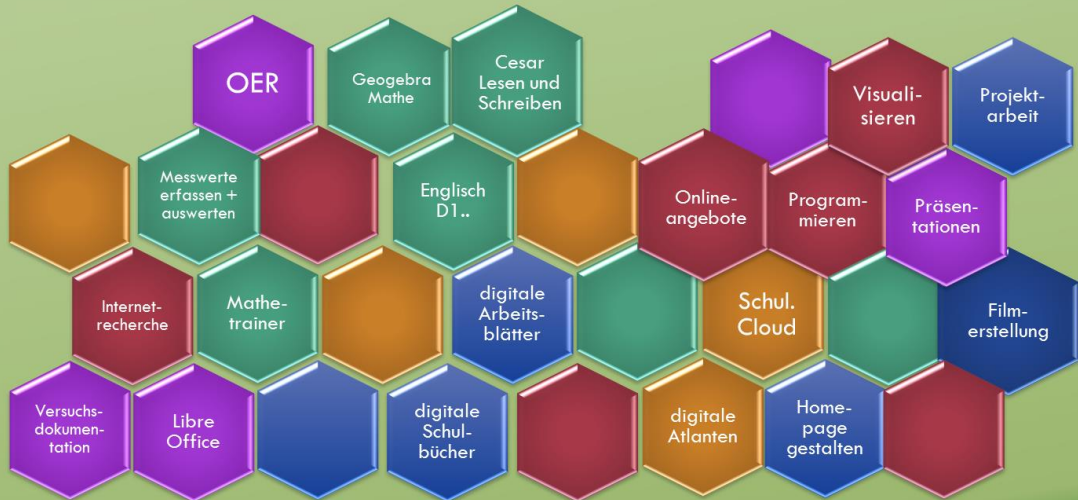 OER
Geogebra
Mathe
Cesar
Lesen und
Schreiben
Visuali-
sieren
Projekt-
arbeit
Messwerte
erfassen +
auswerten
Englisch
D1..
Online-
angebote
Program-
mieren
Präsen-
tationen
Internet-
recherche
Mathe-
trainer
digitale
Arbeits-
blätter
Schul.
Cloud
Film-
erstellung
Versuchs-
dokumen-
tation
Libre
Office
digitale
Schul-
bücher
digitale
Atlanten
Home-
page
gestalten